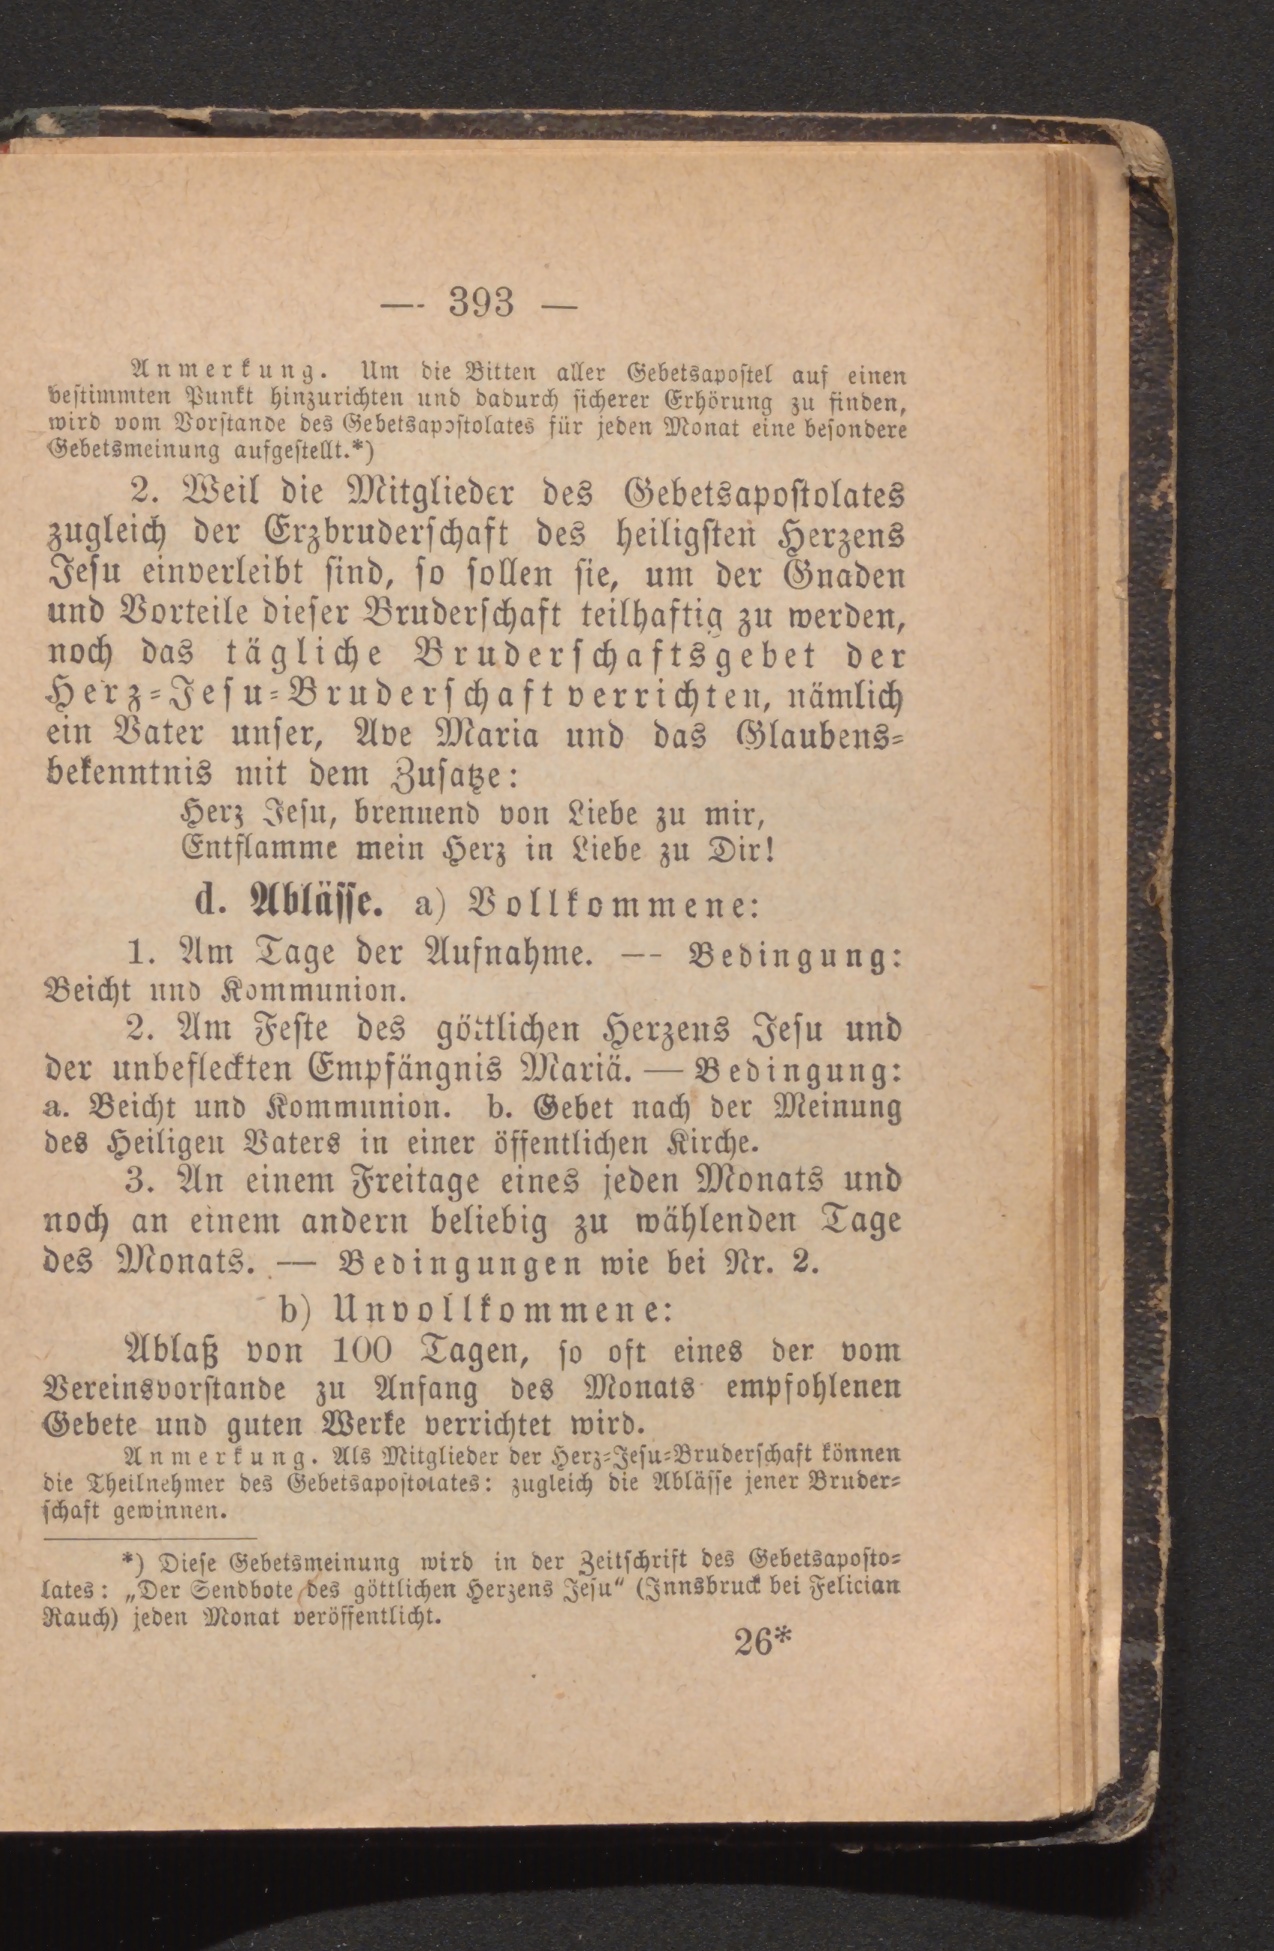 — 393 —
Anmerkung. Um die Bitten aller Gebetsapostel auf einen
bestimmten Punkt hinzurichten und dadurch sicherer Erhörung zu finden,
wird vom Vorstande des Gebetsapostolates für jeden Monat eine besondere
Gebetsmeinung aufgestellt.*)
2. Weil die Mitglieder des Gebetsapostolates
zugleich der Erzbruderschaft des heiligsten Herzens
Jesu einverleibt sind, so sollen sie, um der Gnaden
und Vorteile dieser Bruderschaft teilhaftig zu werden,
noch das tägliche Bruderschaftsgebet der
Herz-Jesu-Bruderschaft verrichten, nämlich
ein Vater unser, Ave Maria und das Glaubens-
bekenntnis mit dem Zusatze:
Herz Jesu, brennend von Liebe zu mir,
Entflamme mein Herz in Liebe zu Dir!
d. Ablässe. a) Vollkommene:
1. Am Tage der Aufnahme. — Bedingung:
Beicht und Kommunion.
2. Am Feste des göttlichen Herzens Jesu und
der unbefleckten Empfängnis Mariä. — Bedingung:
a. Beicht und Kommunion. b. Gebet nach der Meinung
des Heiligen Vaters in einer öffentlichen Kirche.
3. An einem Freitage eines jeden Monats und
noch an einem andern beliebig zu wählenden Tage
des Monats. — Bedingungen wie bei Nr. 2.
b) Unvollkommene:
Ablaß von 100 Tagen, so oft eines der vom
Vereinsvorstande zu Anfang des Monats empfohlenen
Gebete und guten Werke verrichtet wird.
Anmerkung. Als Mitglieder der Herz-Jesu-Bruderschaft können
die Theilnehmer des Gebetsapostolates: zugleich die Ablässe jener Bruder-
schaft gewinnen.
*) Diese Gebetsmeinung wird in der Zeitschrift des Gebetsaposto-
lates: „Der Sendbote des göttlichen Herzens Jesu“ (Innsbruck bei Felician
Rauch) jeden Monat veröffentlicht.
26*